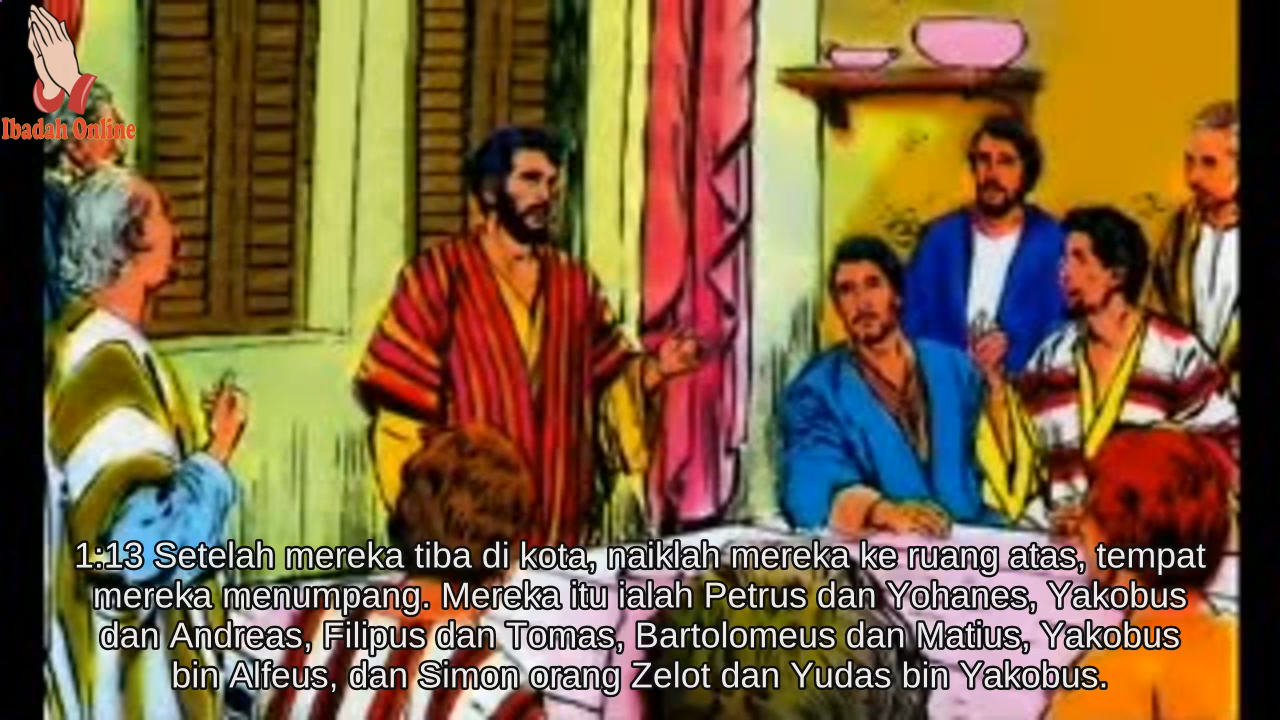 Ibadah Online
1:13 Setelah mereka tiba di kota, naiklah mereka ke ruang atas, tempat
mereka menumpang. Mereka itu ialah Petrus dan Yohanes, Yakobus
dan Andreas, Filipus dan Tomas, Bartolomeus dan Matius, Yakobus
bin Alfeus, dan Simon orang Zelot dan Yudas bin Yakobus.